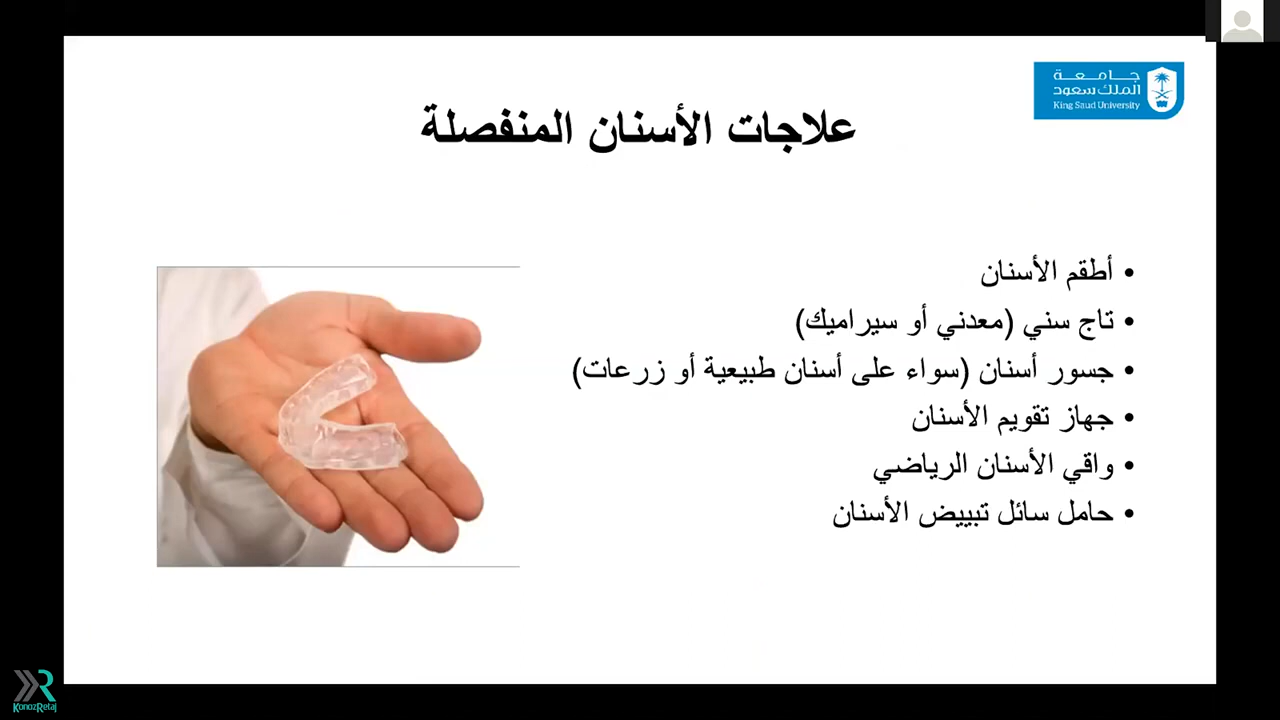 جامعة
الملك سعود
King Saud University
علاجات الأسنان المنفصلة
• أطقم الأسنان
• تاج سني (معدني أو سيراميك)
• جسور أسنان (سواء على أسنان طبيعية أو زرعات)
• جهاز تقويم الأسنان
• واقي الأسنان الرياضي
• حامل سائل تبييض الأسنان
KonozRetaj